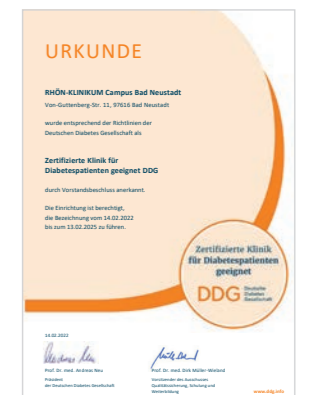 URKUNDE
RHÖN-KLINIKUM Campus Bad Neustadt
Von-Guttenberg-Str. 11, 97616 Bad Neustadt
wurde entsprechend der Richtlinien der
Deutschen Diabetes Gesellschaft als
Zertifizierte Klinik für
Diabetespatienten geeignet DDG
durch Vorstandsbeschluss anerkannt.
Die Einrichtung ist berechtigt,
die Bezeichnung vom 14.02.2022
bis zum 13.02.2025 zu führen.
Zertifizierte Klinik
für Diabetespatienten
geeignet
DDG Deutsche
Diabetes
Gesellschaft
14.02.2022
Prof. Dr. med. Andreas Neu
Präsident
der Deutschen Diabetes Gesellschaft
Prof. Dr. med. Dirk Müller-Wieland
Vorsitzender des Ausschusses
Qualitätssicherung, Schulung und
Weiterbildung
www.ddg.info